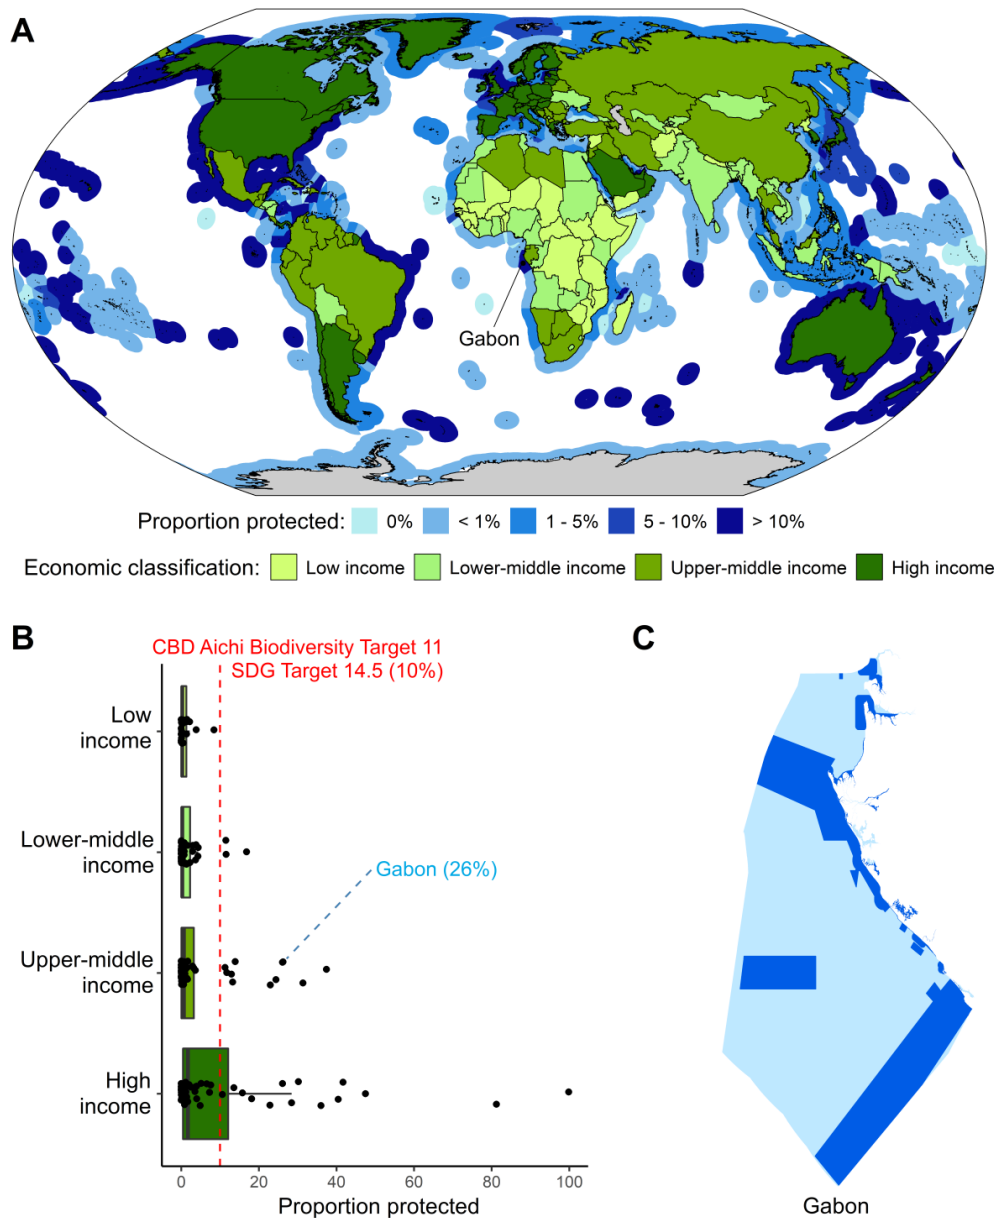 A
Gabon
Proportion protected: 0% < 1% 1 - 5% 5 - 10% > 10%
Economic classification: Low income Lower-middle income Upper-middle income High income
B
CBD Aichi Biodiversity Target 11
SDG Target 14.5 (10%)
Low
income
Lower-middle
income
Gabon (26%)
Upper-middle
income
High
income
0 20 40 60 80 100
Proportion protected
C
Gabon